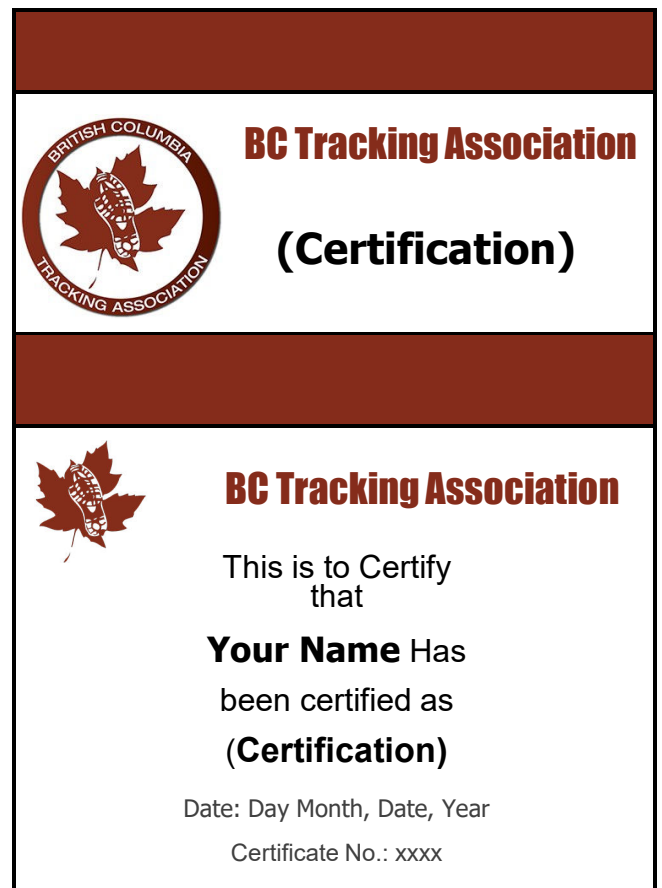 BRITISH COLUMBIA
TRACKING ASSOCIATION
BC Tracking Association
(Certification)
BC Tracking Association
This is to Certify
that
Your Name Has
been certified as
(Certification)
Date: Day Month, Date, Year
Certificate No.: xxxx